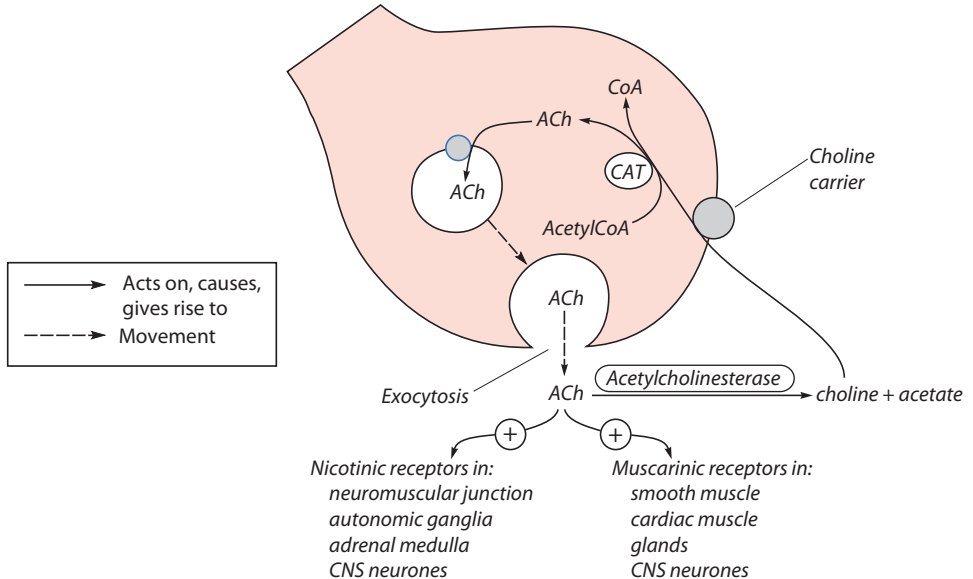 CoA
ACh
Choline
carrier
CAT
ACh
AcetylCoA
Acts on, causes,
gives rise to
Movement
ACh
Exocytosis
ACh
Acetylcholinesterase
choline + acetate
+
+
Nicotinic receptors in:
neuromuscular junction
autonomic ganglia
adrenal medulla
CNS neurones
Muscarinic receptors in:
smooth muscle
cardiac muscle
glands
CNS neurones